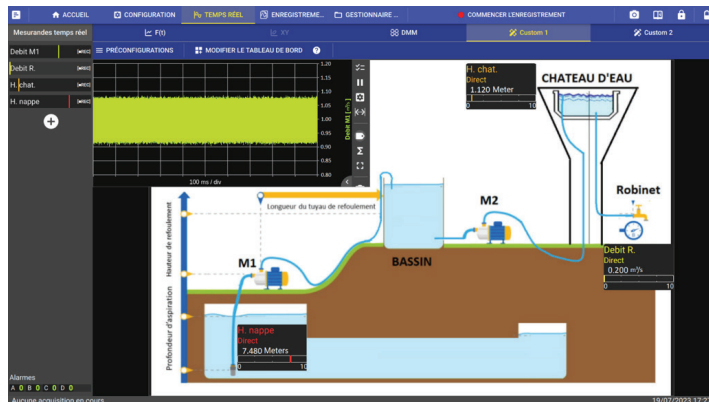 ACCUEIL
CONFIGURATION
TEMPS RÉEL
ENREGISTREME...
GESTIONNAIRE ...
COMMENCER L'ENREGISTREMENT
Mesurandes temps réel
F(t)
XY
DMM
Custom 1
Custom 2
PRÉCONFIGURATIONS
MODIFIER LE TABLEAU DE BORD
Debit M1
Debit R.
H. chat.
H. nappe
1.20
1.15
1.10
1.05
1.00
0.95
0.90
0.85
0.80
Debit M1
100 ms / div
H. chat.
Direct
1.120 Meter
0 10
CHATEAU D'EAU
Longueur du tuyau de refoulement
Hauteur de refoulement
Profondeur d'aspiration
M1
M2
BASSIN
Robinet
Debit R.
Direct
0.200 m³/s
0 10
H. nappe
Direct
7.480 Meters
0 10
Alarmes
A 0 B 0 C 0 D 0
Aucune acquisition en cours
19/07/2023 17:27